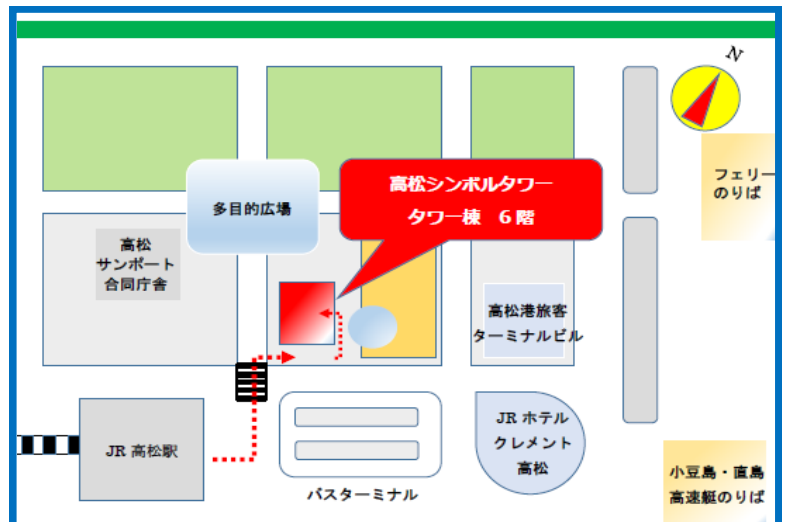 N
フェリー
のりば
高松シンボルタワー
タワー棟 6階
多目的広場
高松
サンポート
合同庁舎
高松港旅客
ターミナルビル
JR 高松駅
バスターミナル
JR ホテル
クレメント
高松
小豆島・直島
高速艇のりば